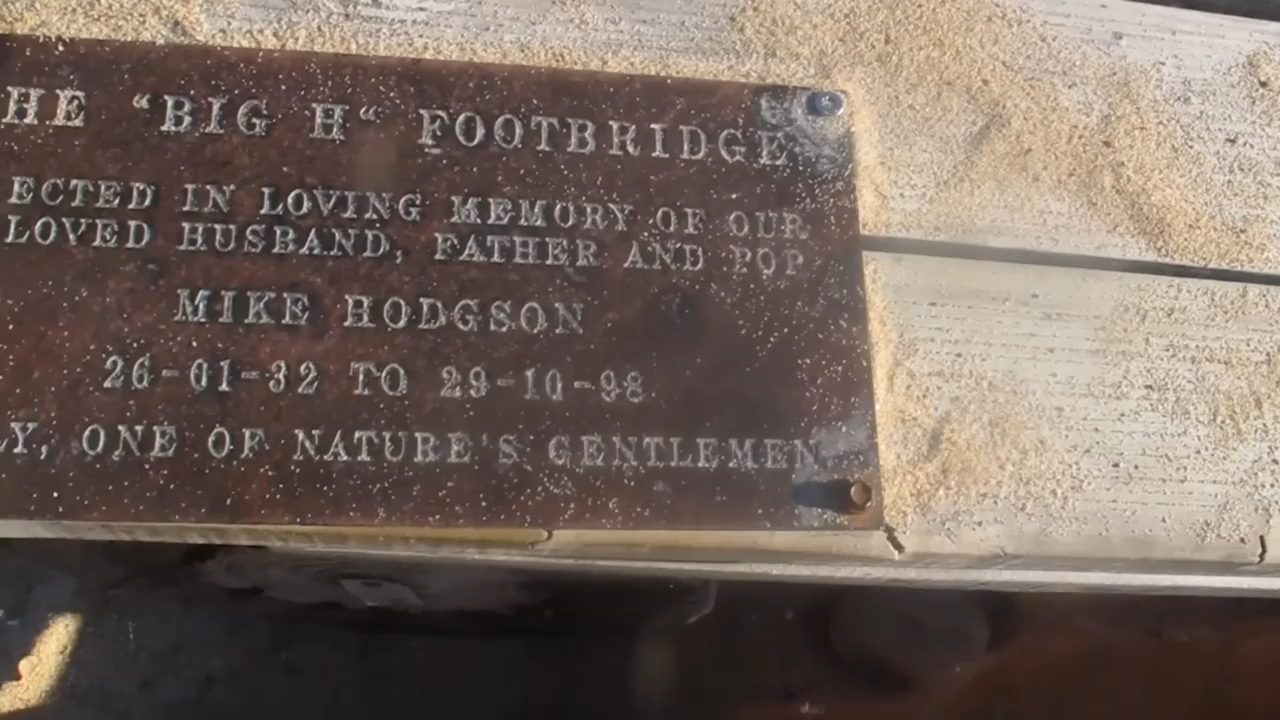 HE “BIG H“ FOOTBRIDGE
ECTED IN LOVING MEMORY OF OUR
LOVED HUSBAND, FATHER AND POP
MIKE HODGSON
26-01-32 TO 29-10-98
LY, ONE OF NATURE'S GENTLEMEN